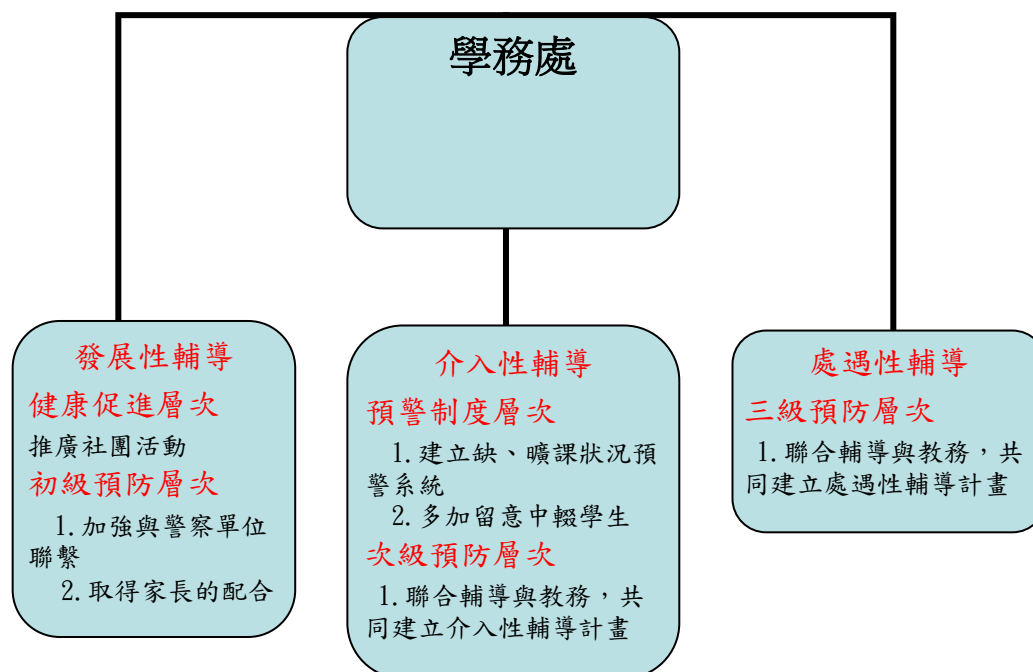 學務處
發展性輔導
健康促進層次
推廣社團活動
初級預防層次
1.加強與警察單位
聯繫
2.取得家長的配合
介入性輔導
預警制度層次
1.建立缺、曠課狀況預
警系統
2.多加留意中輟學生
次級預防層次
1.聯合輔導與教務，共
同建立介入性輔導計畫
處遇性輔導
三級預防層次
1.聯合輔導與教務，共
同建立處遇性輔導計畫